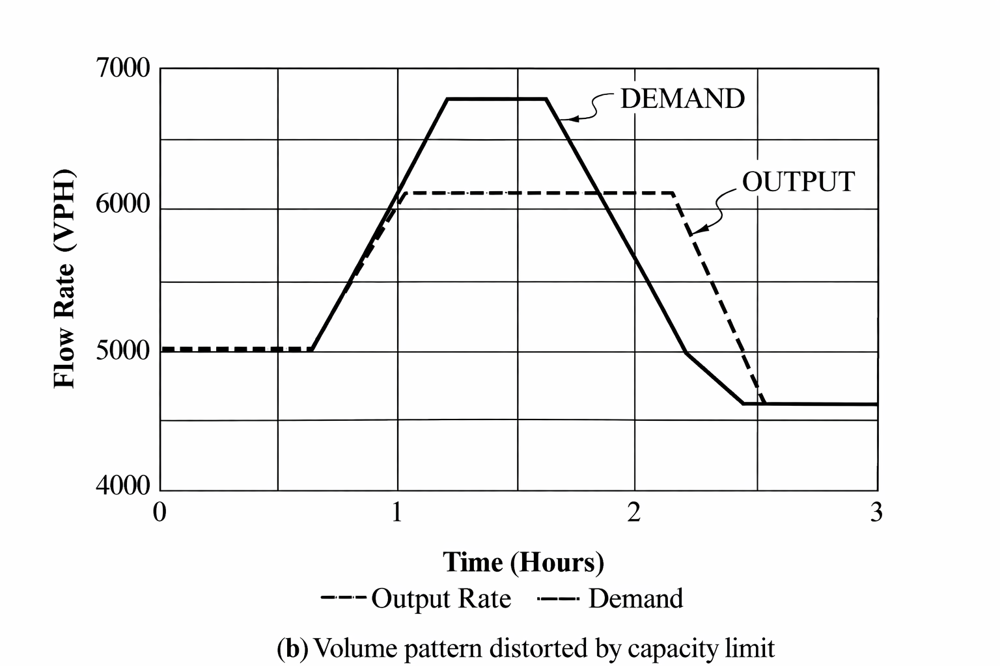 7000
DEMAND
OUTPUT
6000
Flow Rate (VPH)
5000
4000
0 1 2 3
Time (Hours)
Output Rate Demand
(b) Volume pattern distorted by capacity limit